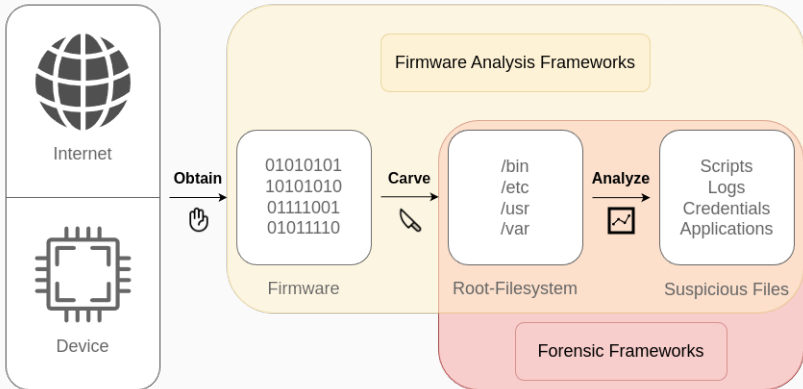 Internet
Device
Obtain
Firmware Analysis Frameworks
01010101
10101010
01111001
01011110
Firmware
Carve
/bin
/etc
/usr
/var
Root-Filesystem
Analyze
Scripts
Logs
Credentials
Applications
Suspicious Files
Forensic Frameworks